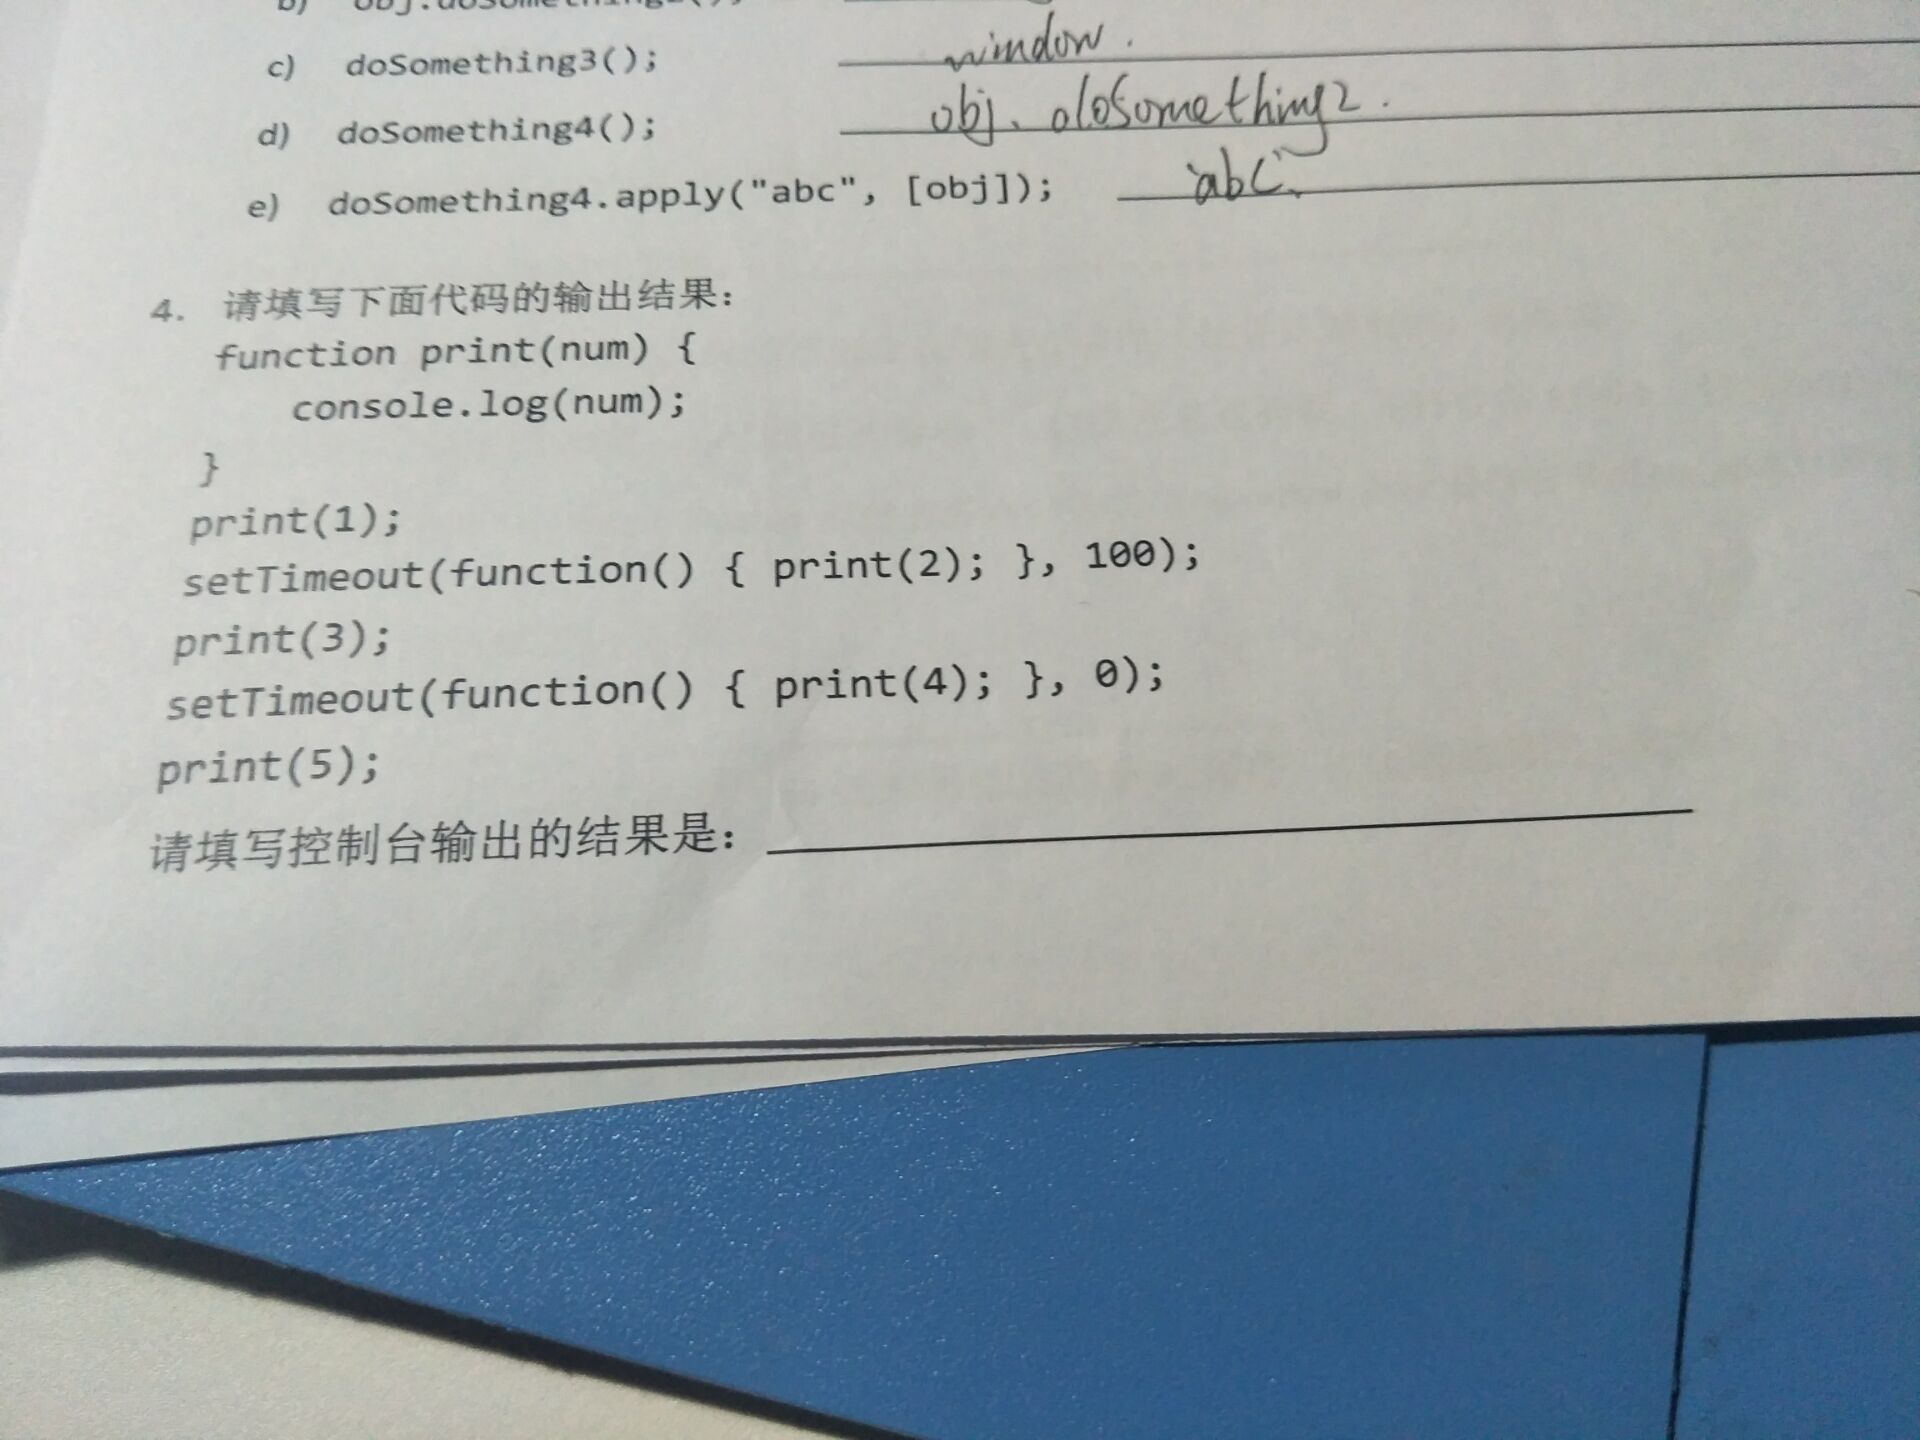 b) obj.doSomething2();
c) doSomething3(); window.
d) doSomething4(); obj. doSomething2.
e) doSomething4.apply("abc", [obj]); "abc".
4. 请填写下面代码的输出结果：
function print(num) {
console.log(num);
}
print(1);
setTimeout(function() { print(2); }, 100);
print(3);
setTimeout(function() { print(4); }, 0);
print(5);
请填写控制台输出的结果是：